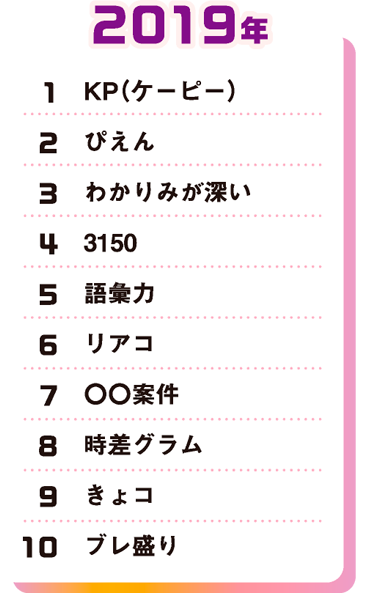 2019年
1 KP(ケーピー)
2 ぴえん
3 わかりみが深い
4 3150
5 語彙力
6 リアコ
7 〇〇案件
8 時差グラム
9 きょコ
10 ブレ盛り